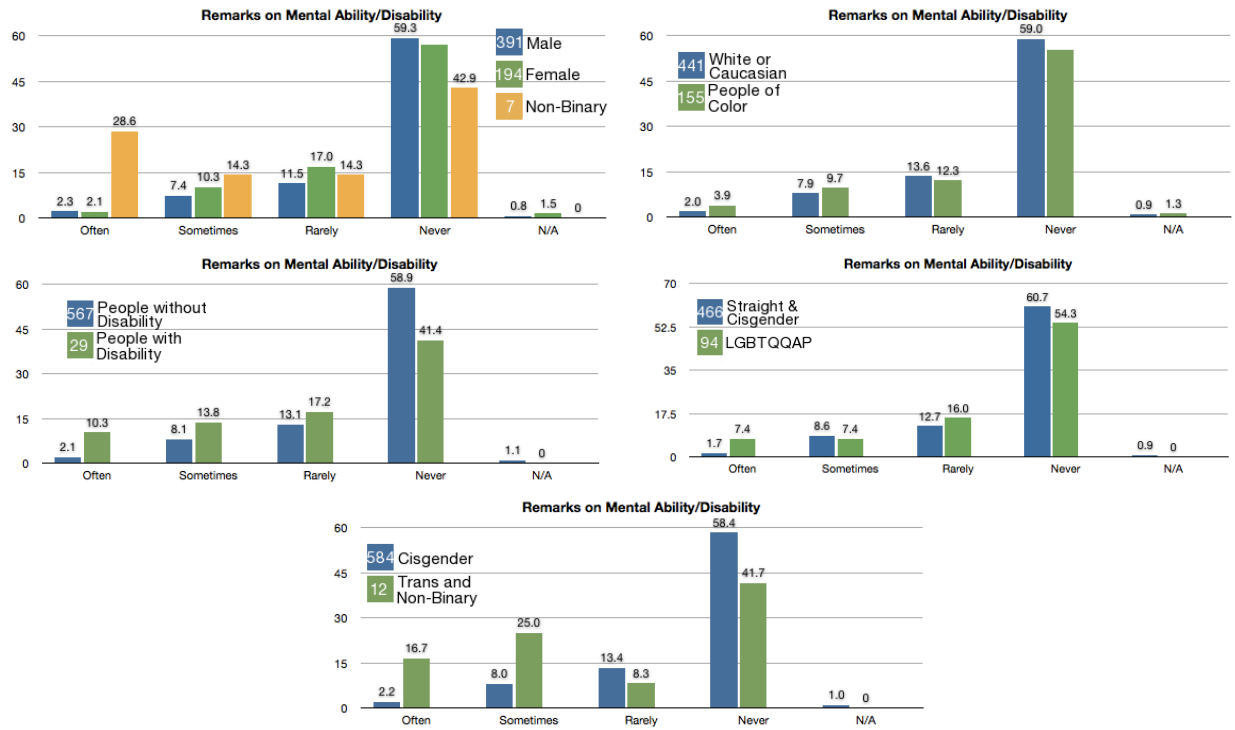 Remarks on Mental Ability/Disability
60
45
30
15
0
391 Male
194 Female
7 Non-Binary
2.3 2.1 28.6
7.4 10.3 14.3
11.5 17.0 14.3
59.3 42.9
0.8 1.5 0
Often Sometimes Rarely Never N/A
Remarks on Mental Ability/Disability
60
45
30
15
0
441 White or
Caucasian
155 People of
Color
2.0 3.9
7.9 9.7
13.6 12.3
59.0
0.9 1.3
Often Sometimes Rarely Never N/A
Remarks on Mental Ability/Disability
60
45
30
15
0
567 People without
Disability
29 People with
Disability
2.1 10.3
8.1 13.8
13.1 17.2
58.9 41.4
1.1 0
Often Sometimes Rarely Never N/A
Remarks on Mental Ability/Disability
70
52.5
35
17.5
0
466 Straight &
Cisgender
94 LGBTQQAP
1.7 7.4
8.6 7.4
12.7 16.0
60.7 54.3
0.9 0
Often Sometimes Rarely Never N/A
Remarks on Mental Ability/Disability
60
45
30
15
0
584 Cisgender
12 Trans and
Non-Binary
2.2 16.7
8.0 25.0
13.4 8.3
58.4 41.7
1.0 0
Often Sometimes Rarely Never N/A